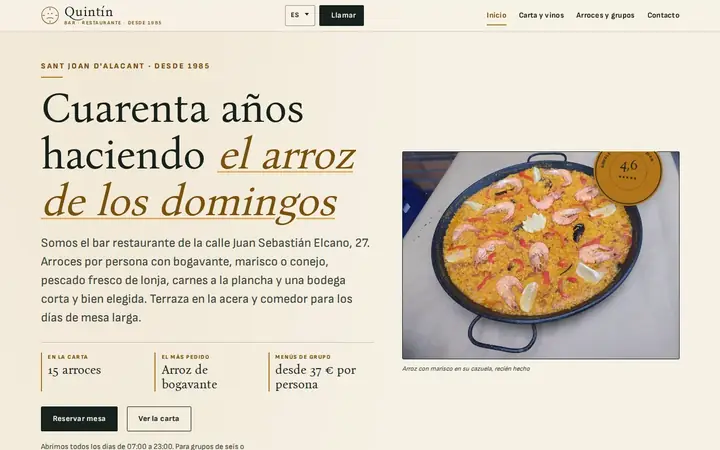 Quintín
BAR · RESTAURANTE · DESDE 1985
ES
Llamar
Inicio
Carta y vinos
Arroces y grupos
Contacto
SANT JOAN D'ALACANT · DESDE 1985
Cuarenta años
haciendo el arroz
de los domingos
Somos el bar restaurante de la calle Juan Sebastián Elcano, 27.
Arroces por persona con bogavante, marisco o conejo,
pescado fresco de lonja, carnes a la plancha y una bodega
corta y bien elegida. Terraza en la acera y comedor para los
días de mesa larga.
EN LA CARTA
15 arroces
EL MÁS PEDIDO
Arroz de
bogavante
MENÚS DE GRUPO
desde 37 € por
persona
4,6
Arroz con marisco en su cazuela, recién hecho
Reservar mesa
Ver la carta
Abrimos todos los días de 07:00 a 23:00. Para grupos de seis o